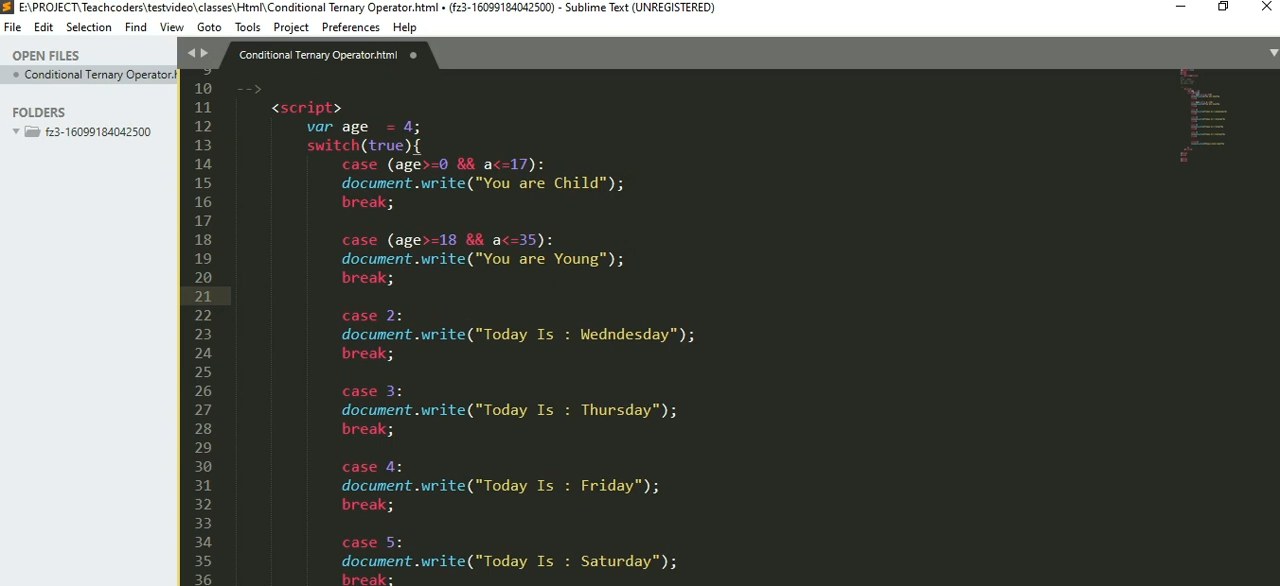 E:\PROJECT\Teachcoders\testvideo\classes\Html\Conditional Ternary Operator.html • (fz3-16099184042500) - Sublime Text (UNREGISTERED)
File Edit Selection Find View Goto Tools Project Preferences Help
OPEN FILES
Conditional Ternary Operator.h
FOLDERS
fz3-16099184042500
Conditional Ternary Operator.html
9
10 -->
11 <script>
12 var age = 4;
13 switch(true){
14 case (age>=0 && a<=17):
15 document.write("You are Child");
16 break;
17
18 case (age>=18 && a<=35):
19 document.write("You are Young");
20 break;
21
22 case 2:
23 document.write("Today Is : Wedndesday");
24 break;
25
26 case 3:
27 document.write("Today Is : Thursday");
28 break;
29
30 case 4:
31 document.write("Today Is : Friday");
32 break;
33
34 case 5:
35 document.write("Today Is : Saturday");
36 break;